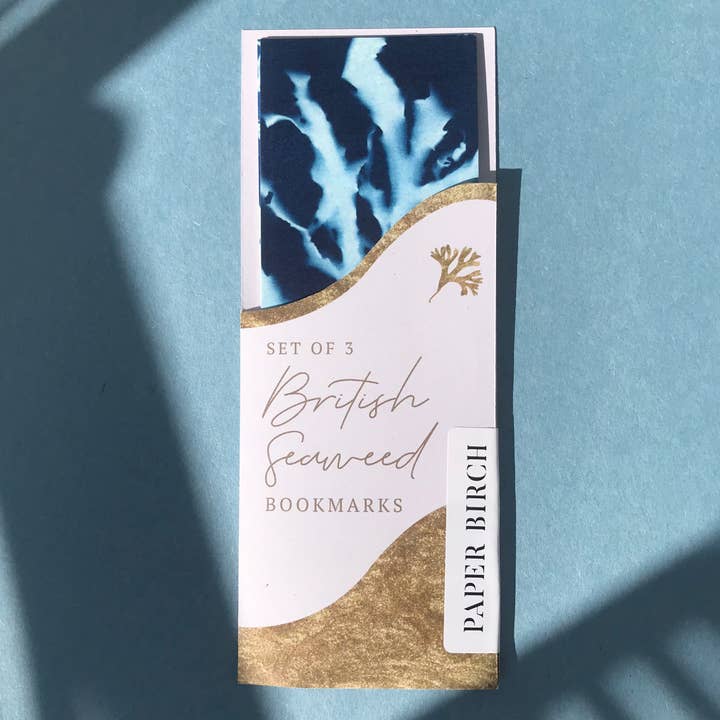 SET OF 3
British
Seaweed
BOOKMARKS
PAPER BIRCH